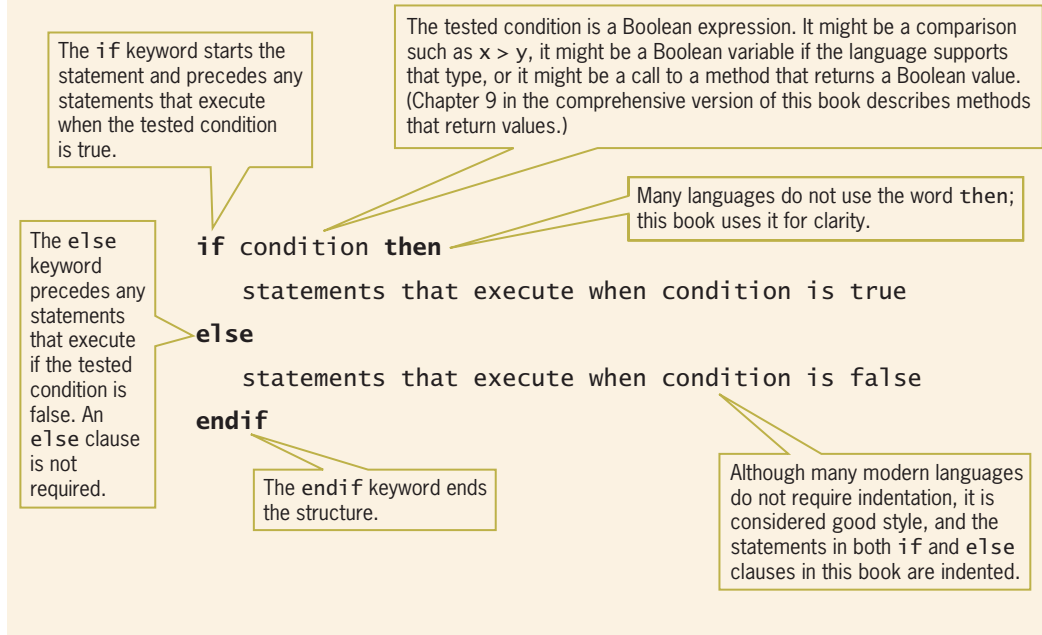 The if keyword starts the
statement and precedes any
statements that execute
when the tested condition
is true.
The tested condition is a Boolean expression. It might be a comparison
such as x > y, it might be a Boolean variable if the language supports
that type, or it might be a call to a method that returns a Boolean value.
(Chapter 9 in the comprehensive version of this book describes methods
that return values.)
Many languages do not use the word then;
this book uses it for clarity.
The else
keyword
precedes any
statements
that execute
if the tested
condition is
false. An
else clause
is not
required.
if condition then
statements that execute when condition is true
else
statements that execute when condition is false
endif
The endif keyword ends
the structure.
Although many modern languages
do not require indentation, it is
considered good style, and the
statements in both if and else
clauses in this book are indented.